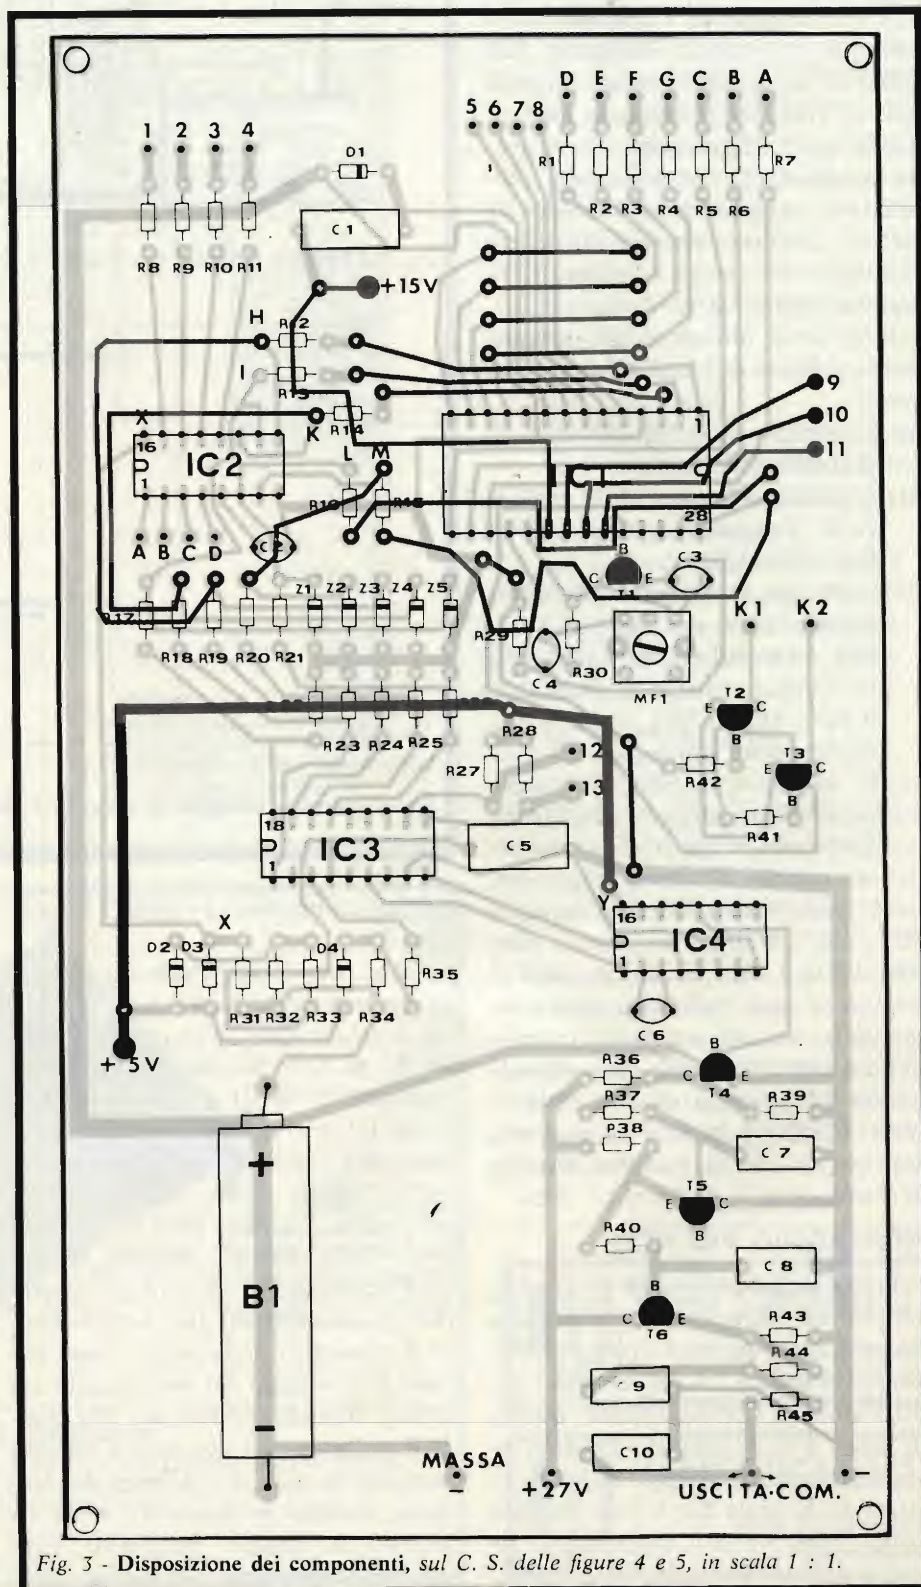 D E F G C B A
5 6 7 8
1 2 3 4
D1
R1 R7
C1
R2 R3 R4 R5 R6
R8 R9 R10 R11
+15V
H
I
R13
9
X
K R14
10
16 1
IC2
L M
11
1
28
A B C D
B
C E
T1
C3
Z1 Z2 Z3 Z4 Z5
K1 K2
R17
R29
R18 R19 R20 R21
C4
R30
MF1
T2
E C
B
R28
R23 R24 R25
12
T3
E C
B
R27
R42
13
18
IC3
1
C5
R41
Y
16
IC4
1
X
D2 D3 D4
R35
R31 R32 R33 R34
C6
+ 5V
B
C E
T4
R36
R37
R39
P38
C7
+
T5
E C
B
R40
B1
C8
B
C E
T6
R43
R44
9
R45
–
C10
MASSA
–
+27V
USCITA·COM.
–
Fig. 3 - Disposizione dei componenti, sul C. S. delle figure 4 e 5, in scala 1 : 1.